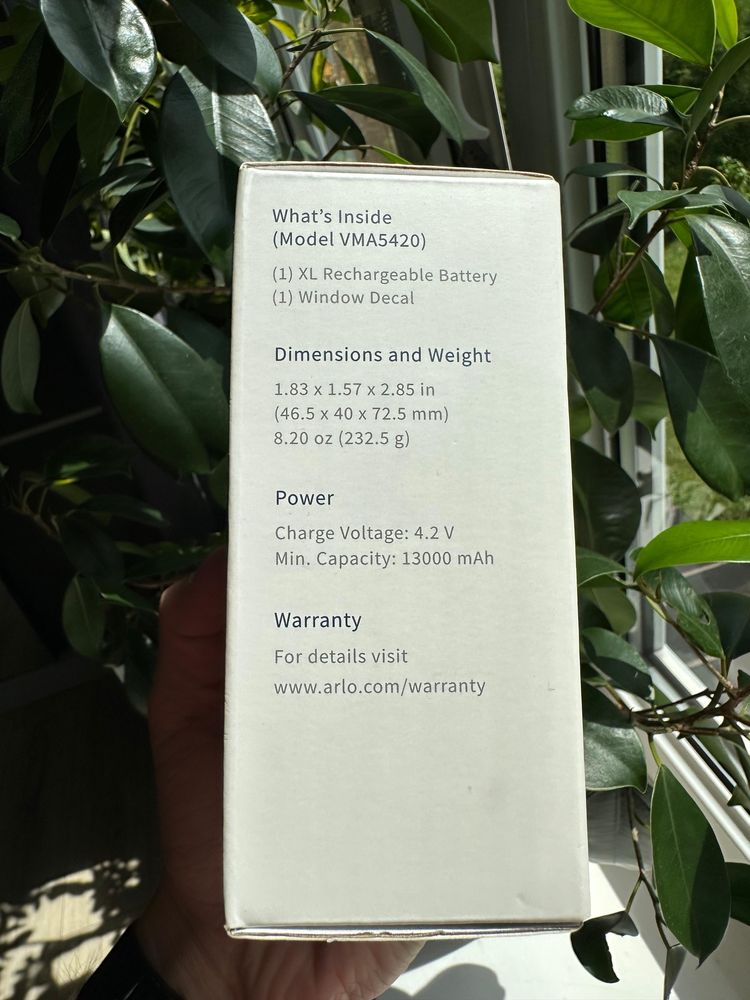 What's Inside
(Model VMA5420)
(1) XL Rechargeable Battery
(1) Window Decal
Dimensions and Weight
1.83 x 1.57 x 2.85 in
(46.5 x 40 x 72.5 mm)
8.20 oz (232.5 g)
Power
Charge Voltage: 4.2 V
Min. Capacity: 13000 mAh
Warranty
For details visit
www.arlo.com/warranty